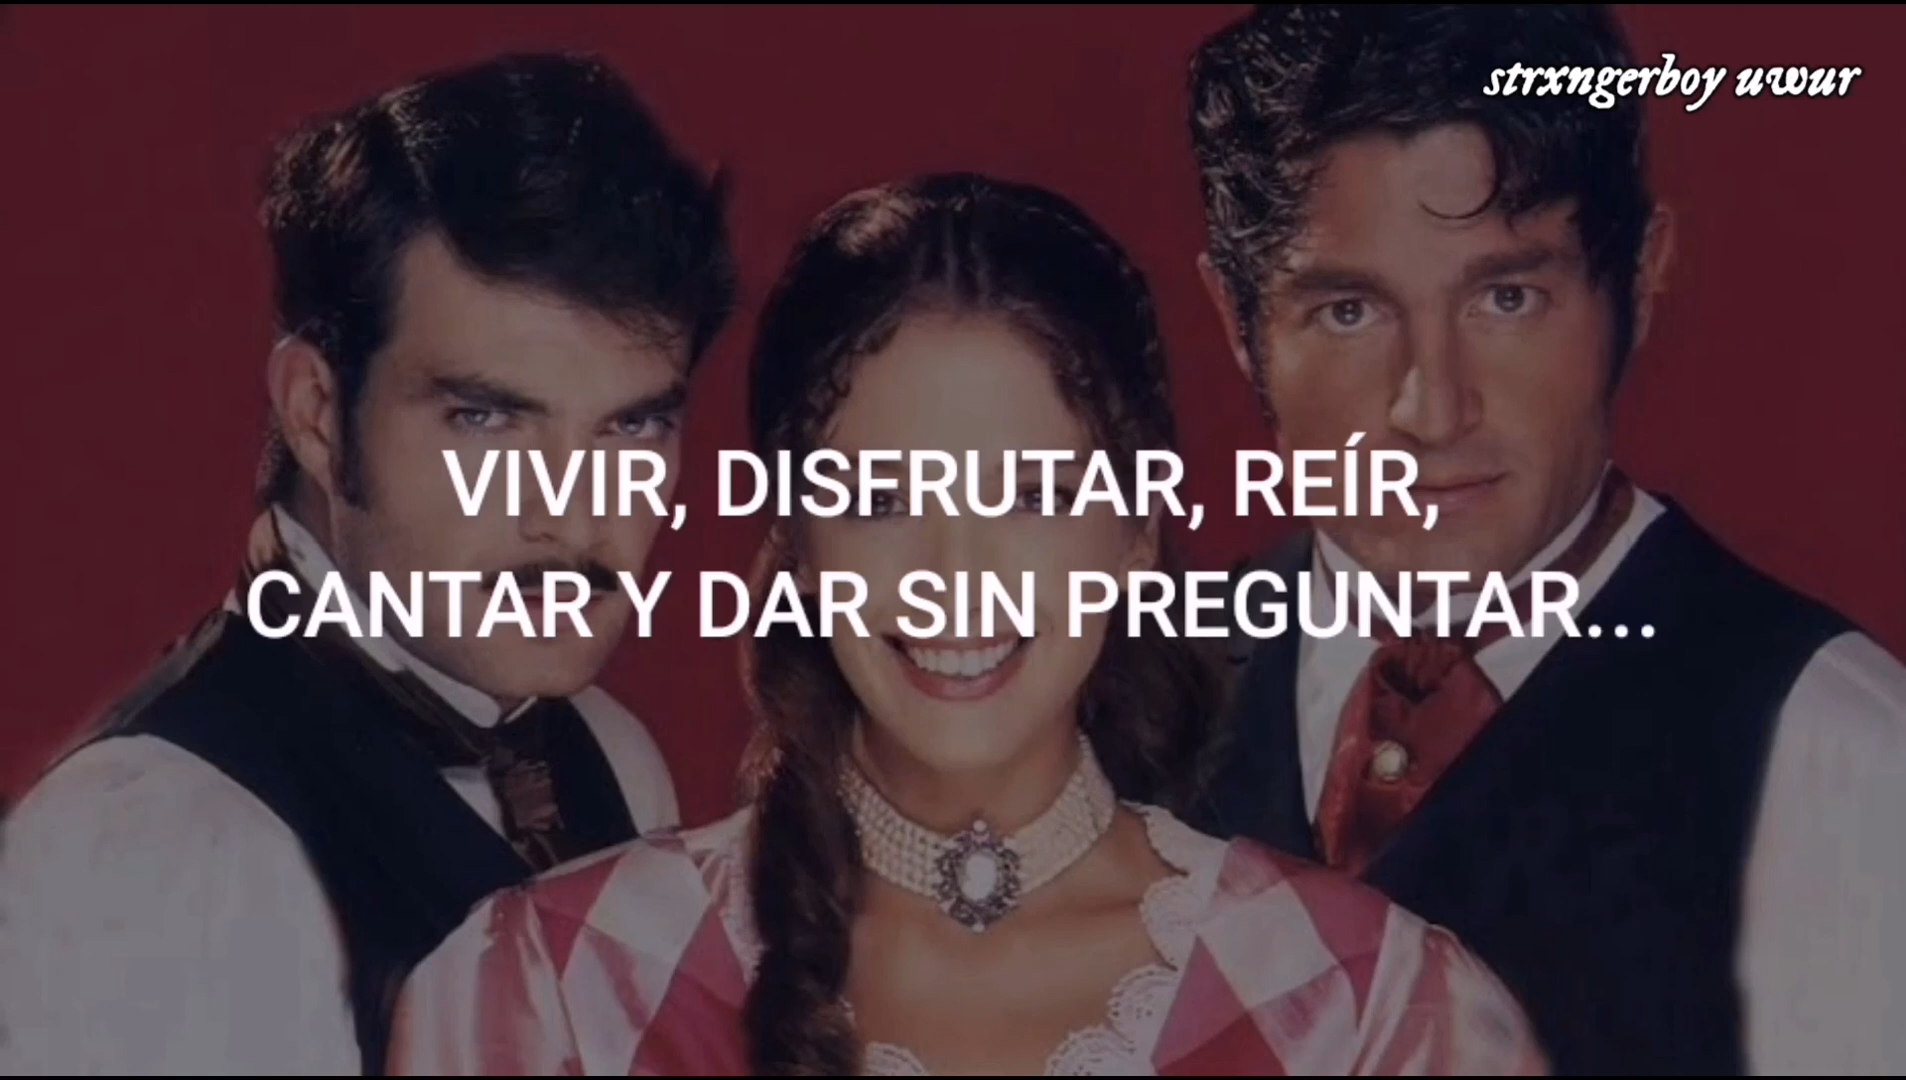 strxngerboy uwur
VIVIR, DISFRUTAR, REÍR,
CANTAR Y DAR SIN PREGUNTAR...